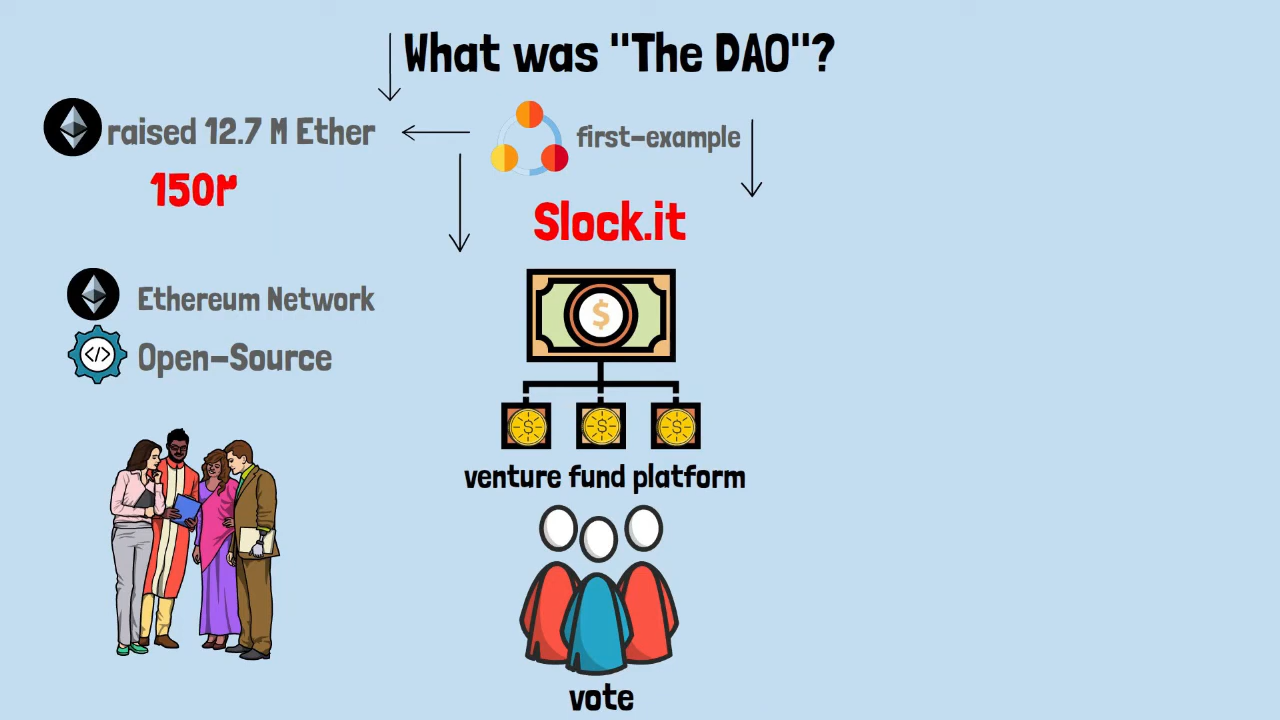 What was "The DAO"?
raised 12.7 M Ether
first-example
Slock.it
Ethereum Network
Open-Source
venture fund platform
vote